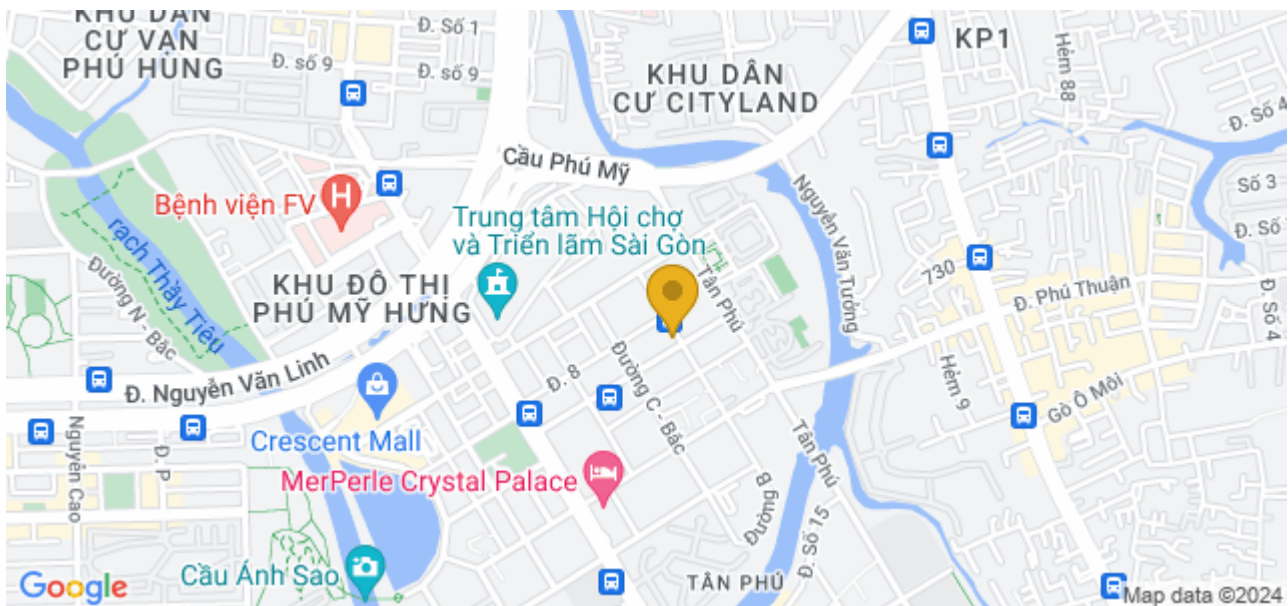 KHU DÂN
CƯ VẠN
PHÚ HÙNG
Đ. Số 1
Đ. số 9
Đ. số 9
KHU DÂN
CƯ CITYLAND
KP1
Hẻm 88
Đ. Số 4
Số 3
Đ. Số
Cầu Phú Mỹ
Bệnh viện FV
H
Trung tâm Hội chợ
và Triển lãm Sài Gòn
rạch Thầy Tiêu
Đường N - Bắc
KHU ĐÔ THỊ
PHÚ MỸ HƯNG
Tân Phú
Nguyễn Văn Tưởng
730
Đ. Phú Thuận
Đ. Số 4
Đ. Nguyễn Văn Linh
Đ. 8
Đường C - Bắc
Hẻm 9
Gò Ô Môi
Crescent Mall
Nguyễn Cao
Đ. P
MerPerle Crystal Palace
Tân Phú
Đường B
Đ. Số 15
Cầu Ánh Sao
TÂN PHÚ
Google
Map data ©2024